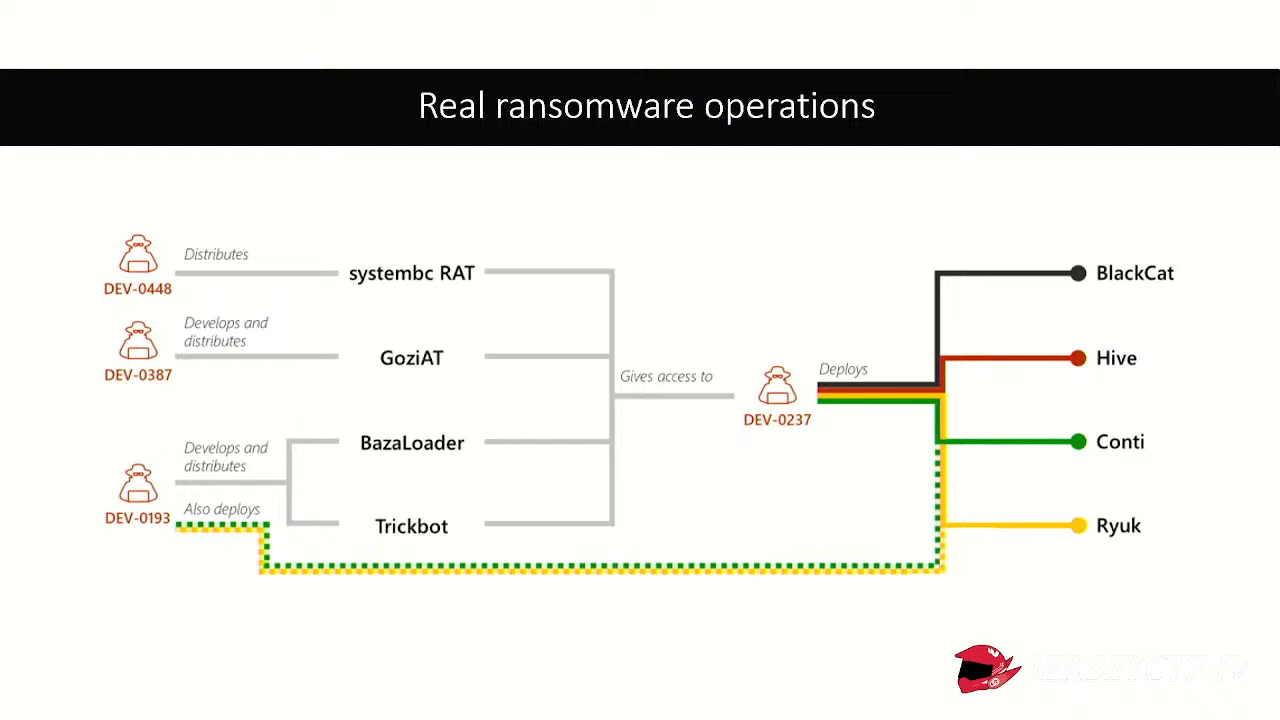 Real ransomware operations
Distributes
DEV-0448
systembc RAT
Develops and
distributes
DEV-0387
GoziAT
Develops and
distributes
Also deploys
DEV-0193
BazaLoader
Trickbot
Gives access to
DEV-0237
Deploys
BlackCat
Hive
Conti
Ryuk